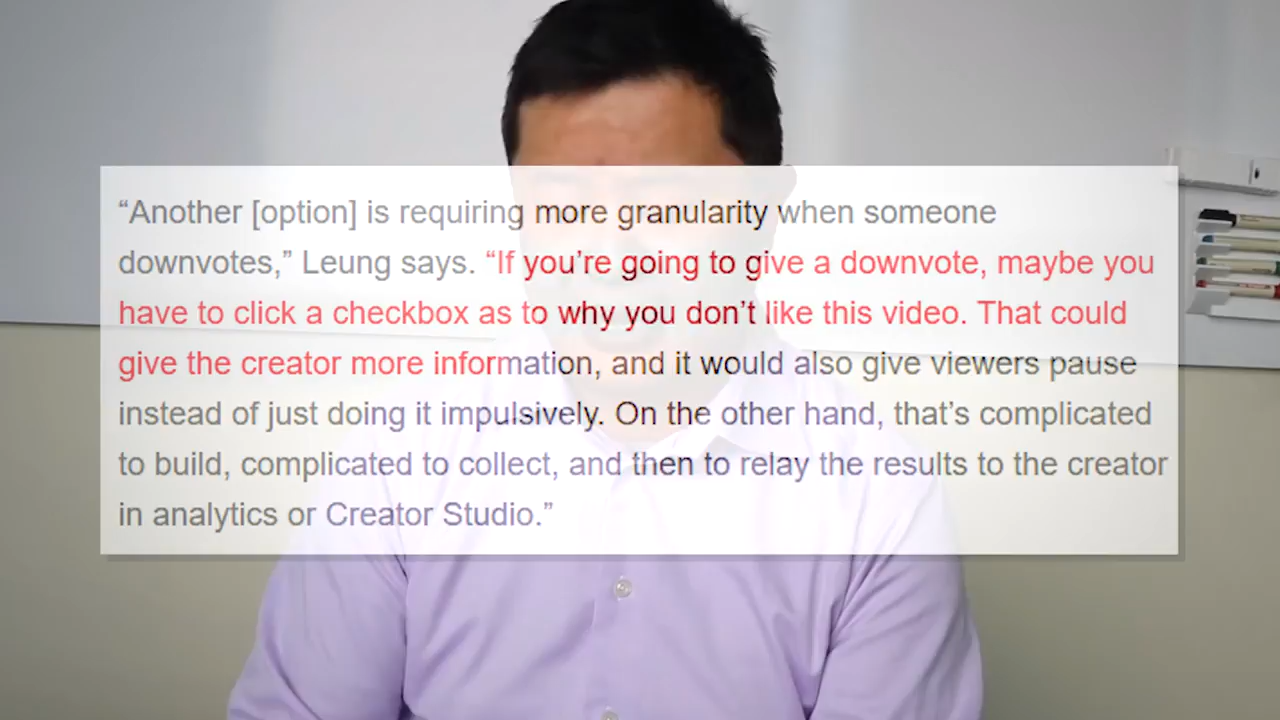 “Another [option] is requiring more granularity when someone
downvotes,” Leung says. “If you’re going to give a downvote, maybe you
have to click a checkbox as to why you don’t like this video. That could
give the creator more information, and it would also give viewers pause
instead of just doing it impulsively. On the other hand, that’s complicated
to build, complicated to collect, and then to relay the results to the creator
in analytics or Creator Studio.”